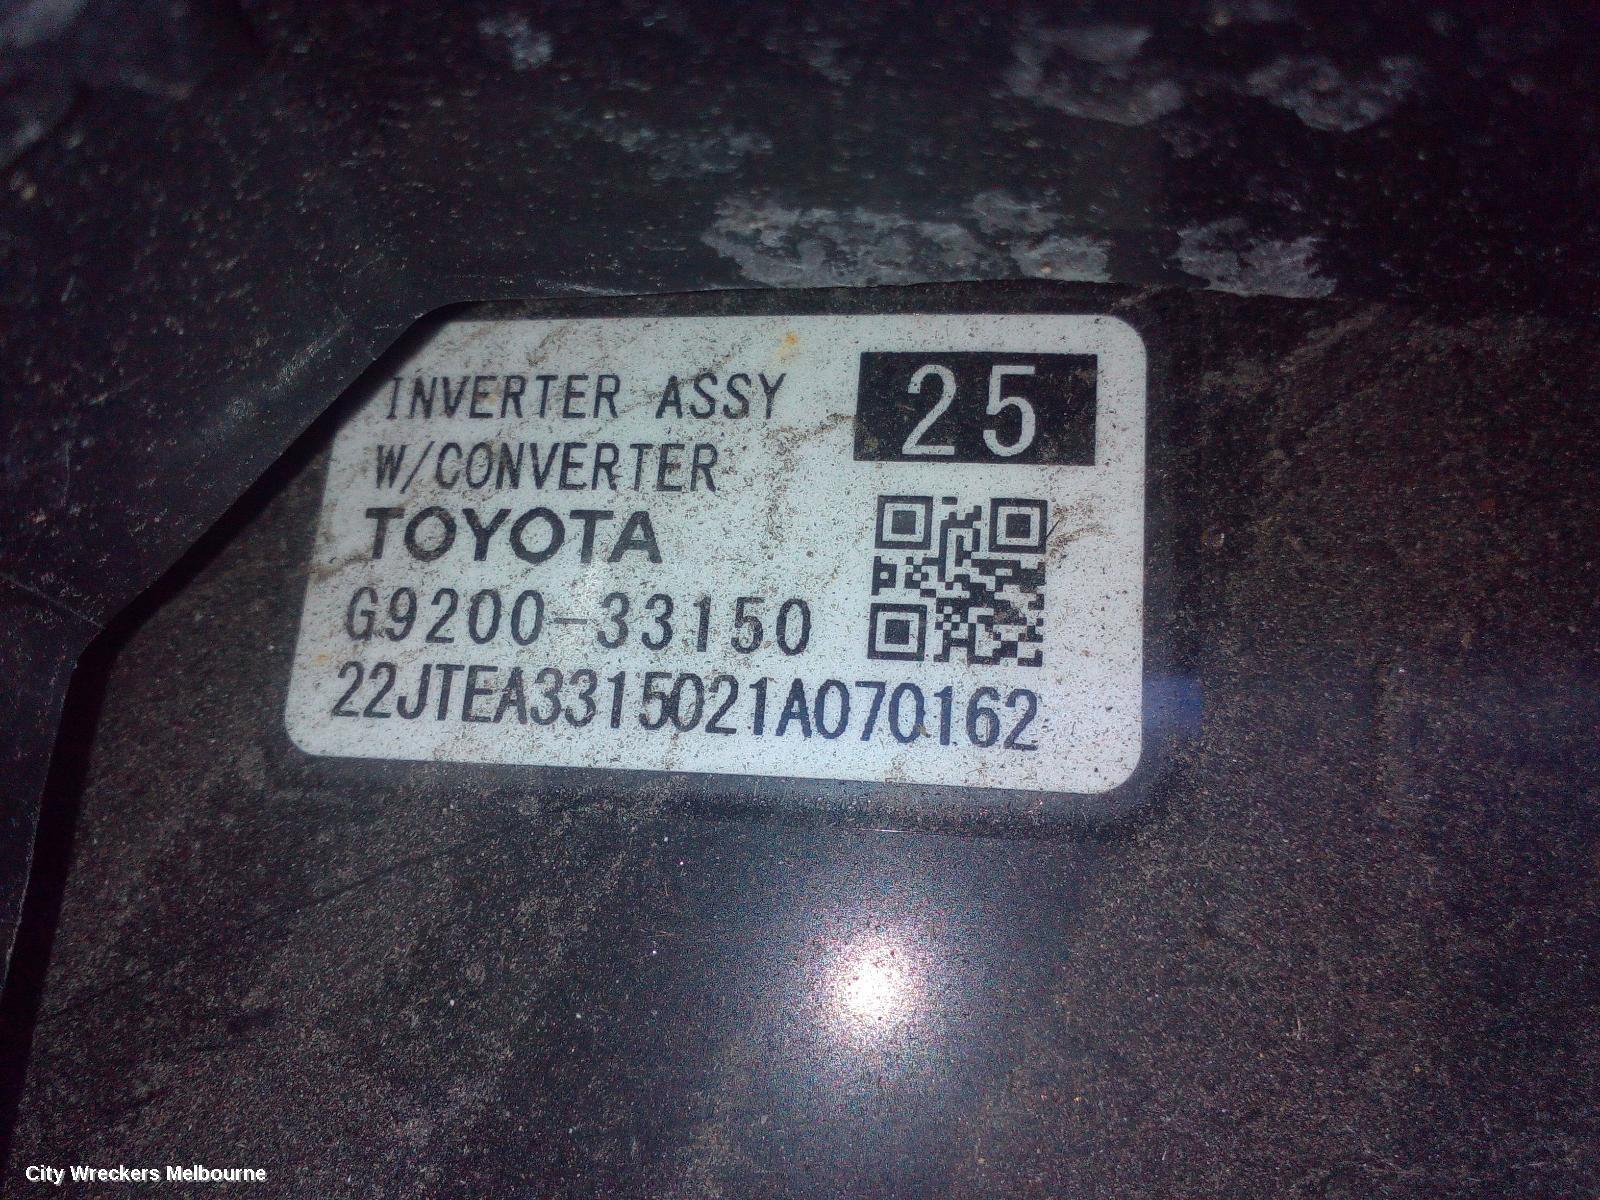 INVERTER ASSY
25
W/CONVERTER
TOYOTA
G9200-33150
22JTEA3315021A070162
City Wreckers Melbourne